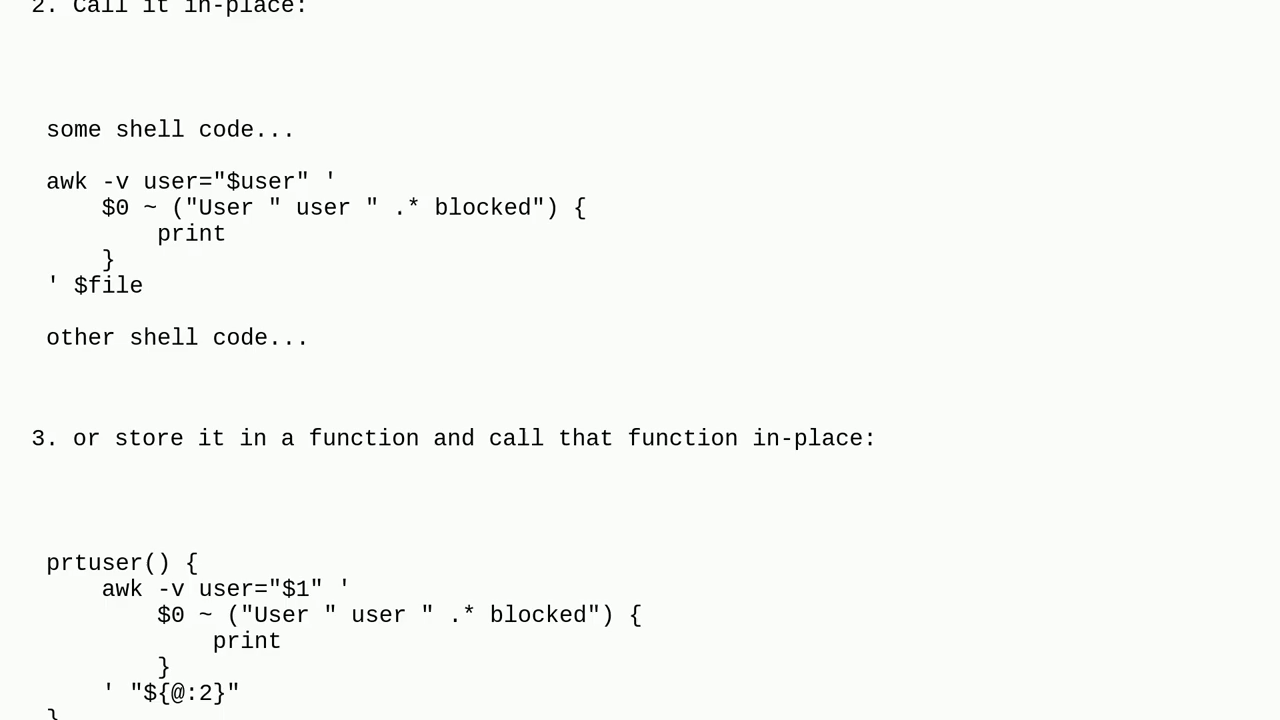 2. Call it in-place:
some shell code...
awk -v user="$user" '
$0 ~ ("User " user " .* blocked") {
print
}
' $file
other shell code...
3. or store it in a function and call that function in-place:
prtuser() {
awk -v user="$1" '
$0 ~ ("User " user " .* blocked") {
print
}
' "${@:2}"
}